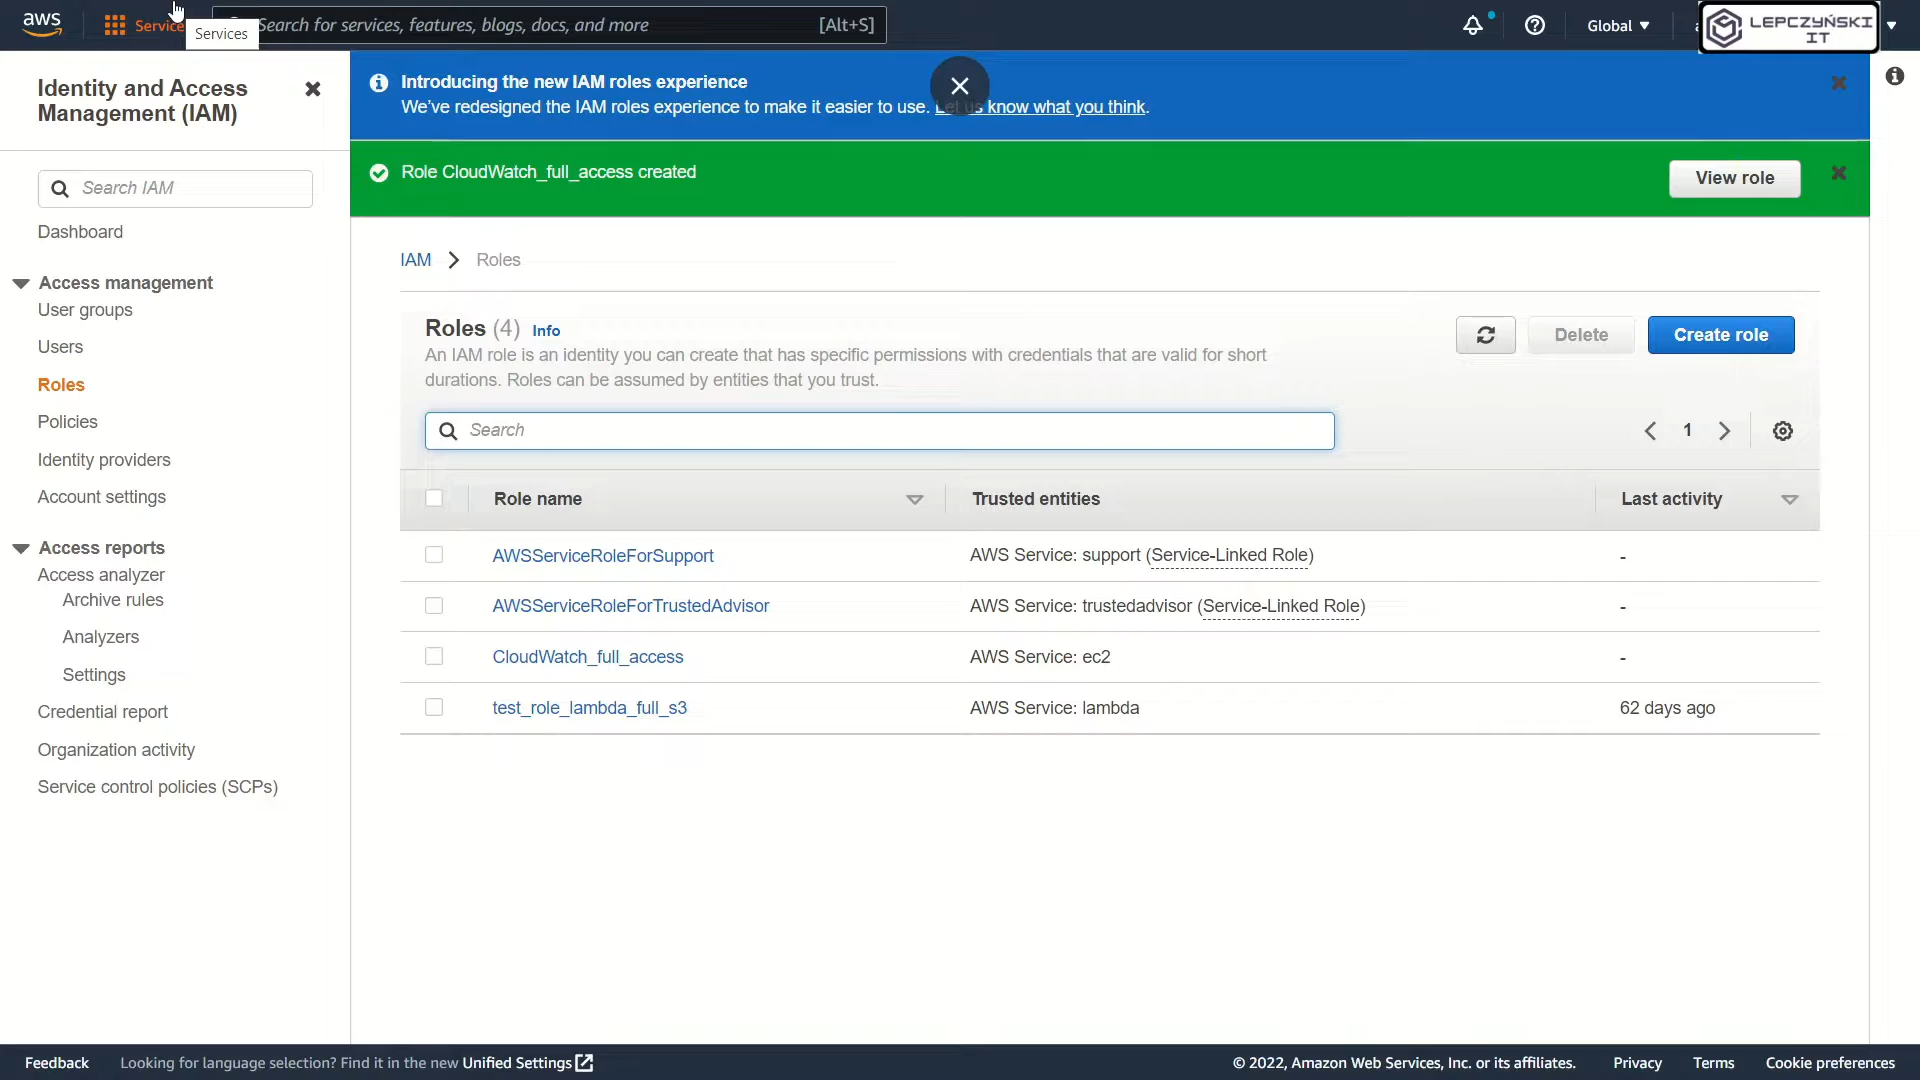 aws
Service
Services
Search for services, features, blogs, docs, and more
[Alt+S]
Global
LEPCZYŃSKI
IT
Identity and Access
Management (IAM)
Search IAM
Dashboard
Access management
User groups
Users
Roles
Policies
Identity providers
Account settings
Access reports
Access analyzer
Archive rules
Analyzers
Settings
Credential report
Organization activity
Service control policies (SCPs)
Introducing the new IAM roles experience
We've redesigned the IAM roles experience to make it easier to use. Let us know what you think.
Role CloudWatch_full_access created
View role
IAM
Roles
Roles (4) Info
An IAM role is an identity you can create that has specific permissions with credentials that are valid for short
durations. Roles can be assumed by entities that you trust.
Delete
Create role
Search
1
Role name
Trusted entities
Last activity
AWSServiceRoleForSupport
AWS Service: support (Service-Linked Role)
-
AWSServiceRoleForTrustedAdvisor
AWS Service: trustedadvisor (Service-Linked Role)
-
CloudWatch_full_access
AWS Service: ec2
-
test_role_lambda_full_s3
AWS Service: lambda
62 days ago
Feedback
Looking for language selection? Find it in the new Unified Settings
© 2022, Amazon Web Services, Inc. or its affiliates.
Privacy
Terms
Cookie preferences